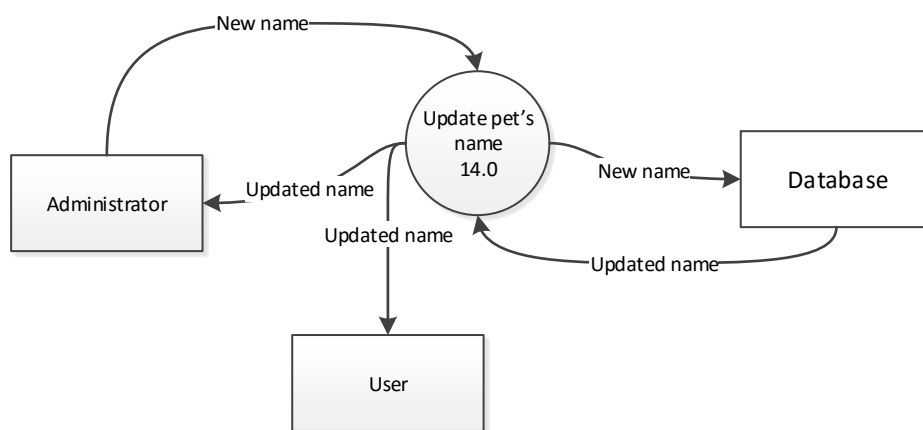 New name
Update pet's
name
14.0
Database
New name
Administrator
Updated name
Updated name
Updated name
User